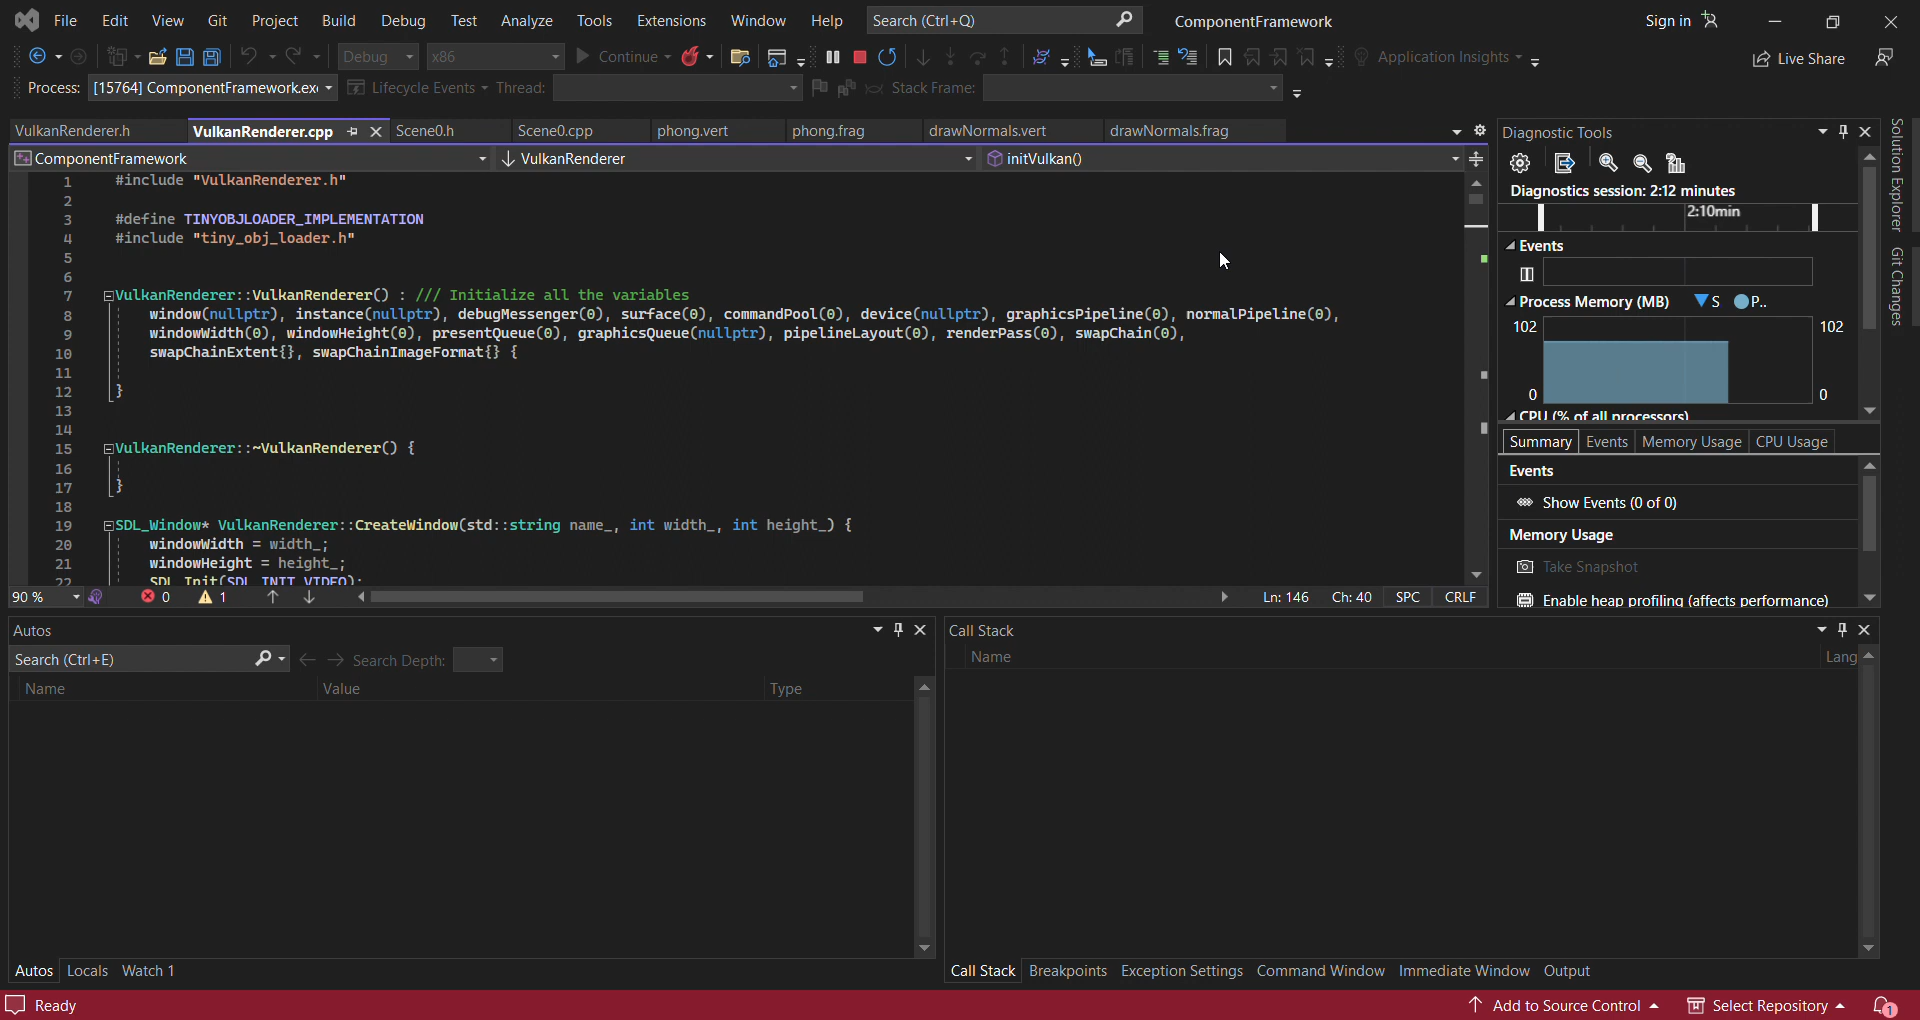 File Edit View Git Project Build Debug Test Analyze Tools Extensions Window Help Search (Ctrl+Q) ComponentFramework Sign in
Debug x86 Continue Application Insights Live Share
Process: [15764] ComponentFramework.exe Lifecycle Events Thread: Stack Frame:
VulkanRenderer.h VulkanRenderer.cpp Scene0.h Scene0.cpp phong.vert phong.frag drawNormals.vert drawNormals.frag
ComponentFramework VulkanRenderer initVulkan()
1 #include "VulkanRenderer.h"
2
3 #define TINYOBJLOADER_IMPLEMENTATION
4 #include "tiny_obj_loader.h"
5
6
7 VulkanRenderer::VulkanRenderer() : /// Initialize all the variables
8 window(nullptr), instance(nullptr), debugMessenger(0), surface(0), commandPool(0), device(nullptr), graphicsPipeline(0), normalPipeline(0),
9 windowWidth(0), windowHeight(0), presentQueue(0), graphicsQueue(nullptr), pipelineLayout(0), renderPass(0), swapChain(0),
10 swapChainExtent{}, swapChainImageFormat{} {
11
12 }
13
14
15 VulkanRenderer::~VulkanRenderer() {
16
17 }
18
19 SDL_Window* VulkanRenderer::CreateWindow(std::string name_, int width_, int height_) {
20 windowWidth = width_;
21 windowHeight = height_;
22 SDL_Init(SDL_INIT_VIDEO);
90 % 0 1 Ln: 146 Ch: 40 SPC CRLF
Diagnostic Tools
Diagnostics session: 2:12 minutes
2:10min
Events
Process Memory (MB) S P..
102 102
0 0
CPU (% of all processors)
Summary Events Memory Usage CPU Usage
Events
Show Events (0 of 0)
Memory Usage
Take Snapshot
Enable heap profiling (affects performance)
Solution Explorer
Git Changes
Autos
Search (Ctrl+E) Search Depth:
Name Value Type
Autos Locals Watch 1
Call Stack
Name Lang
Call Stack Breakpoints Exception Settings Command Window Immediate Window Output
Ready Add to Source Control Select Repository 1